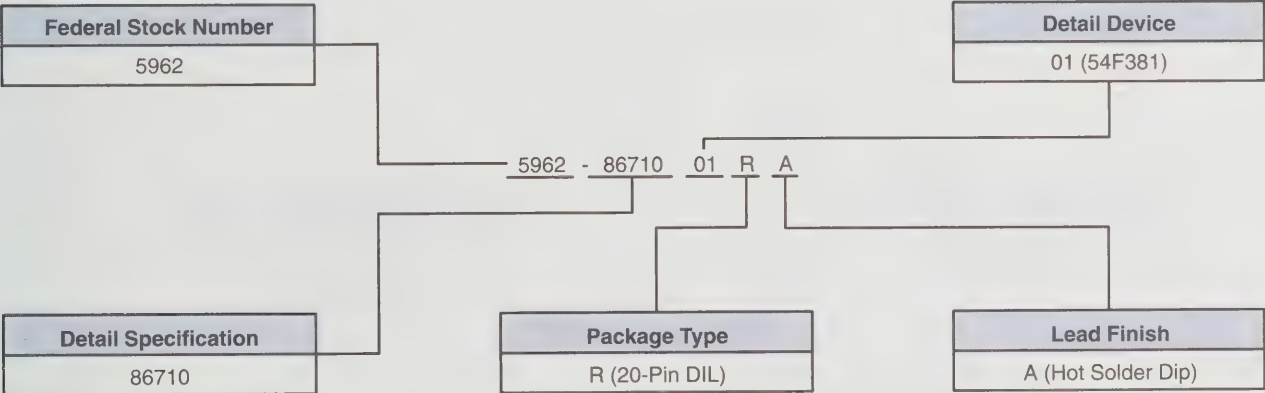 Federal Stock Number
5962
Detail Device
01 (54F381)
5962 - 86710 01 R A
Detail Specification
86710
Package Type
R (20-Pin DIL)
Lead Finish
A (Hot Solder Dip)